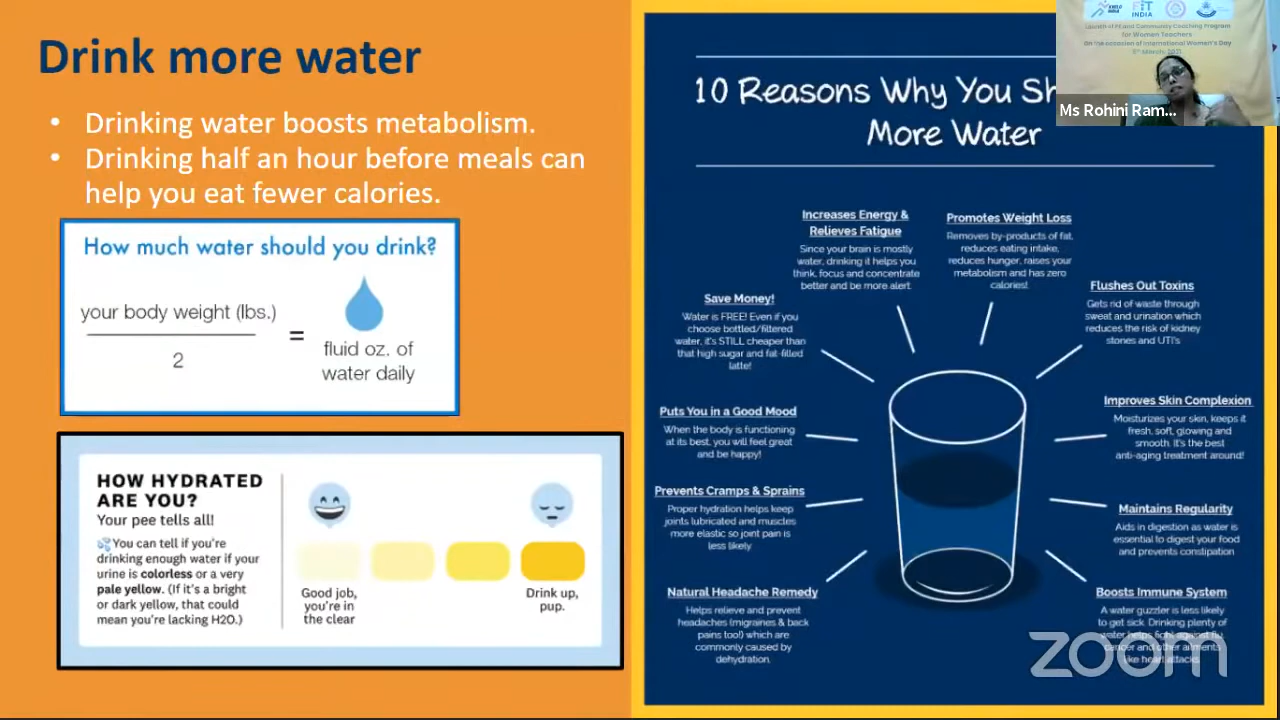 Drink more water
• Drinking water boosts metabolism.
• Drinking half an hour before meals can
help you eat fewer calories.
How much water should you drink?
your body weight (lbs.)
2
=
fluid oz. of
water daily
HOW HYDRATED
ARE YOU?
Your pee tells all!
You can tell if you're
drinking enough water if your
urine is colorless or a very
pale yellow. (If it's a bright
or dark yellow, that could
mean you're lacking H2O.)
Good job,
you're in
the clear
Drink up,
pup.
10 Reasons Why You Sh
More Water
Increases Energy &
Relieves Fatigue
Since your brain is mostly
water, drinking it helps you
think, focus and concentrate
better and be more alert.
Promotes Weight Loss
Removes by-products of fat,
reduces eating intake,
reduces hunger, raises your
metabolism and has zero
calories!
Save Money!
Water is FREE! Even if you
choose bottled/filtered
water, it's STILL cheaper than
that high sugar and fat-filled
latte!
Flushes Out Toxins
Gets rid of waste through
sweat and urination which
reduces the risk of kidney
stones and UTI's
Puts You in a Good Mood
When the body is functioning
at its best, you will feel great
and be happy!
Improves Skin Complexion
Moisturizes your skin, keeps it
fresh, soft, glowing and
smooth. It's the best
anti-aging treatment around!
Prevents Cramps & Sprains
Proper hydration helps keep
joints lubricated and muscles
more elastic so joint pain is
less likely
Maintains Regularity
Aids in digestion as water is
essential to digest your food
and prevents constipation
Natural Headache Remedy
Helps relieve and prevent
headaches (migraines & back
pains too!) which are
commonly caused by
dehydration.
Boosts Immune System
A water guzzler is less likely
to get sick. Drinking plenty of
water helps fight against flu,
cancer and other ailments
like heart attacks.
FIT
INDIA
for Women Teachers
On the occasion of International Women's Day
Ms Rohini Ram...
zoom